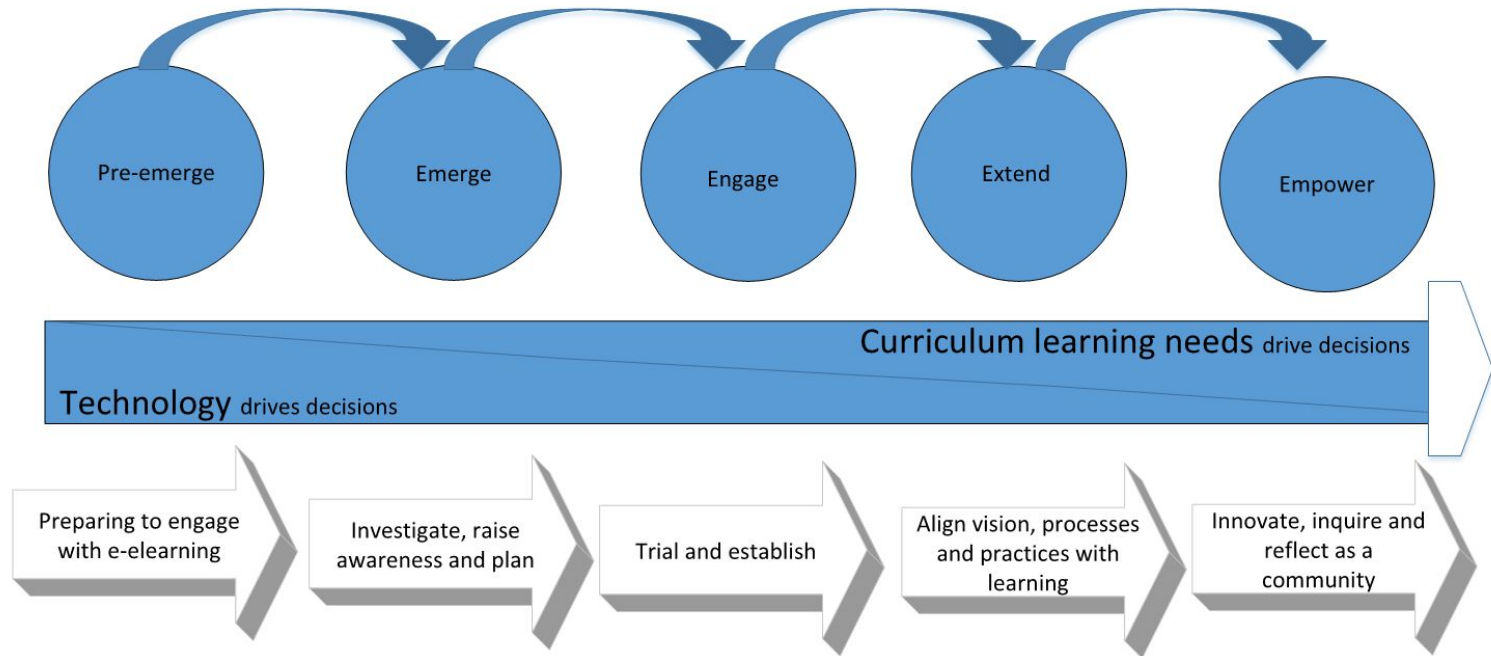 Pre-emerge
Emerge
Engage
Extend
Empower
Curriculum learning needs drive decisions
Technology drives decisions
Preparing to engage
with e-elearning
Investigate, raise
awareness and plan
Trial and establish
Align vision, processes
and practices with
learning
Innovate, inquire and
reflect as a
community